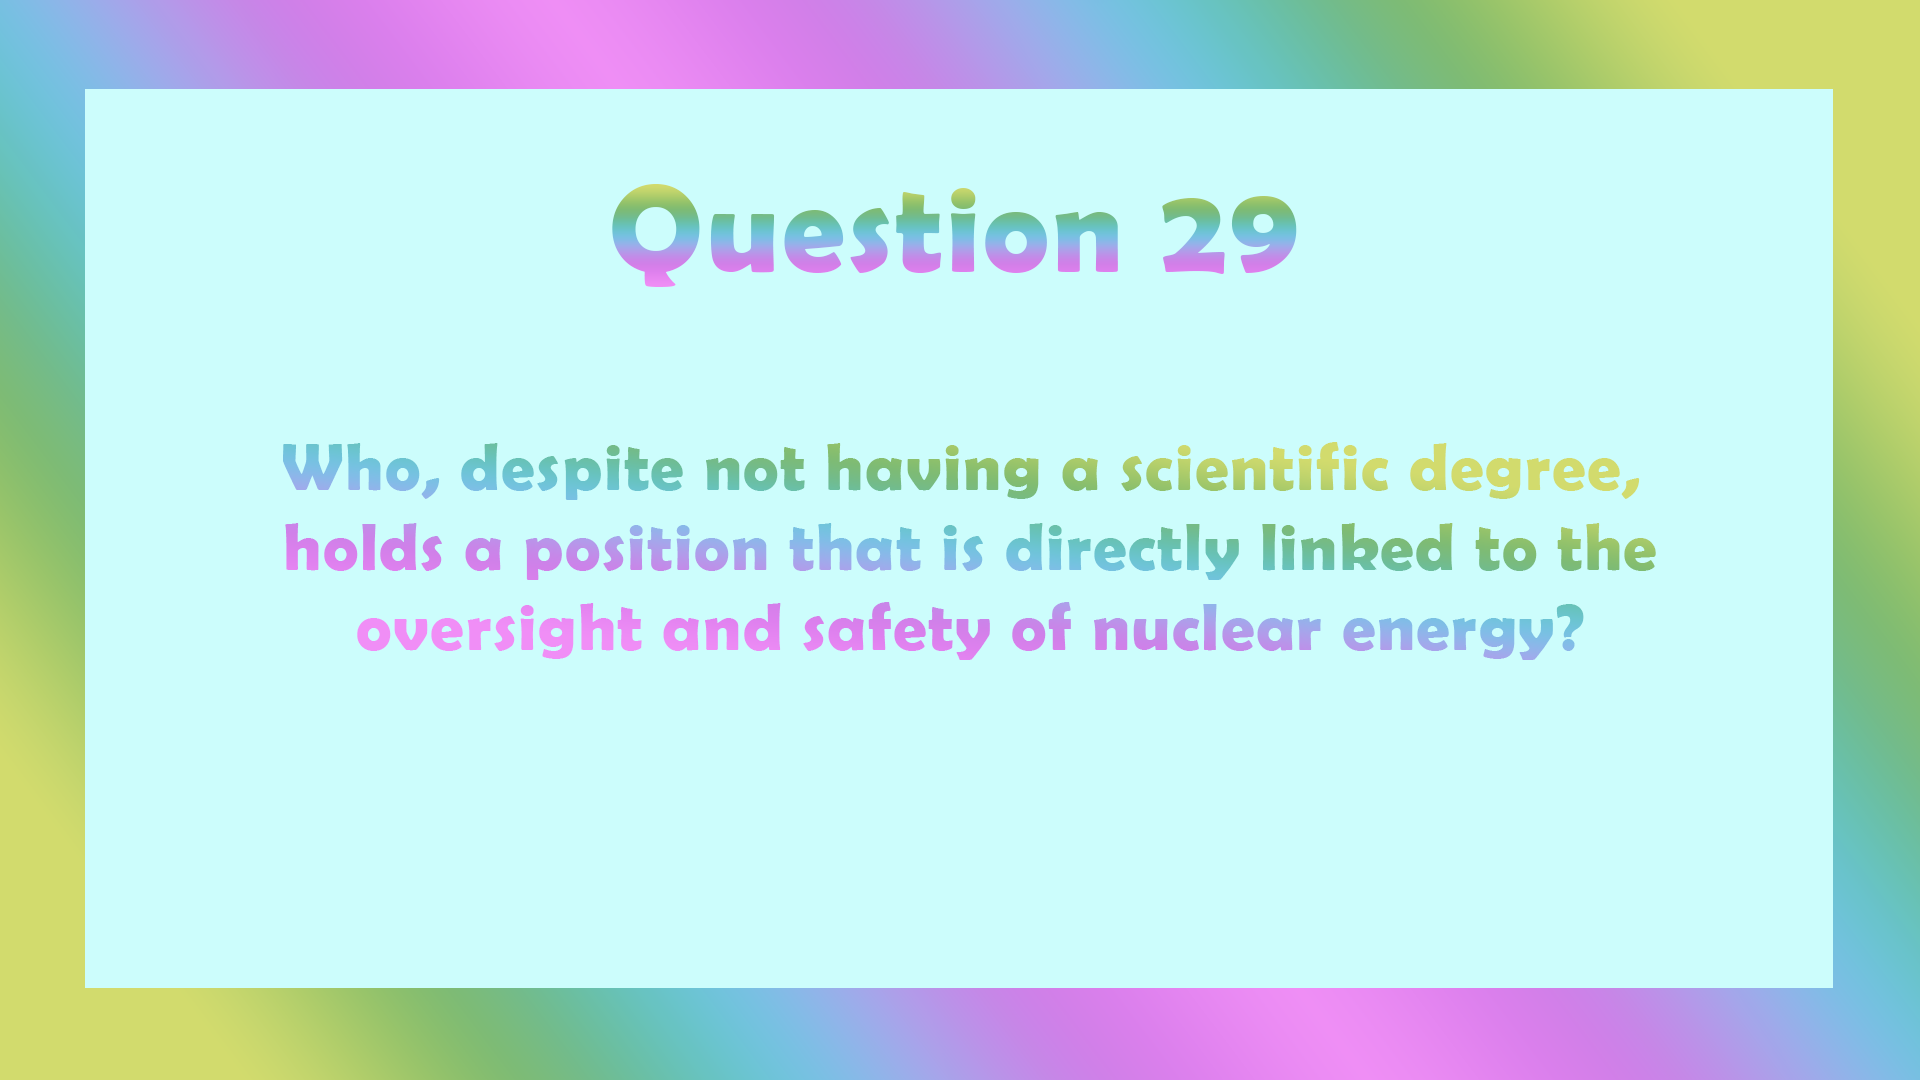 Question 29
Who, despite not having a scientific degree,
holds a position that is directly linked to the
oversight and safety of nuclear energy?